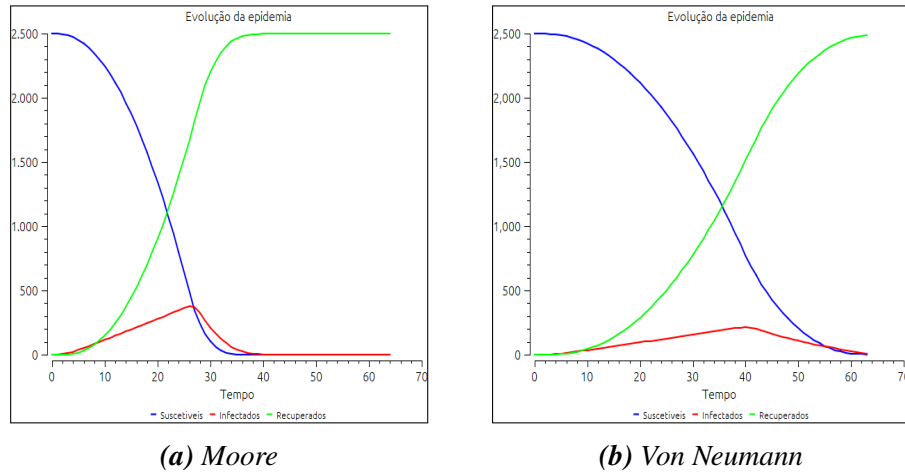 Evolução da epidemia
2.500
2.000
1.500
1.000
500
0
0 10 20 30 40 50 60 70
Tempo
Suscetiveis Infectados Recuperados
(a) Moore
Evolução da epidemia
2,500
2,000
1,500
1,000
500
0
0 10 20 30 40 50 60 70
Tempo
Suscetiveis Infectados Recuperados
(b) Von Neumann